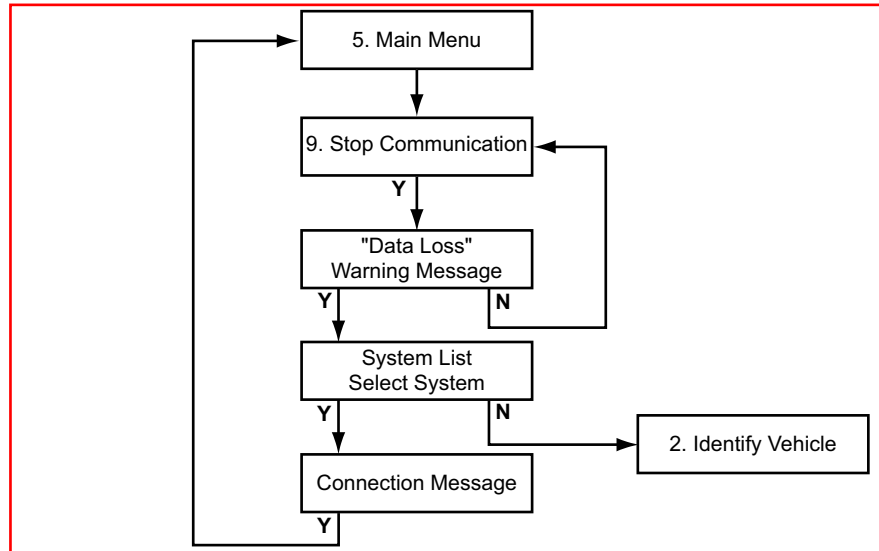 5. Main Menu
9. Stop Communication
Y
"Data Loss"
Warning Message
Y
N
System List
Select System
Y
N
2. Identify Vehicle
Connection Message
Y